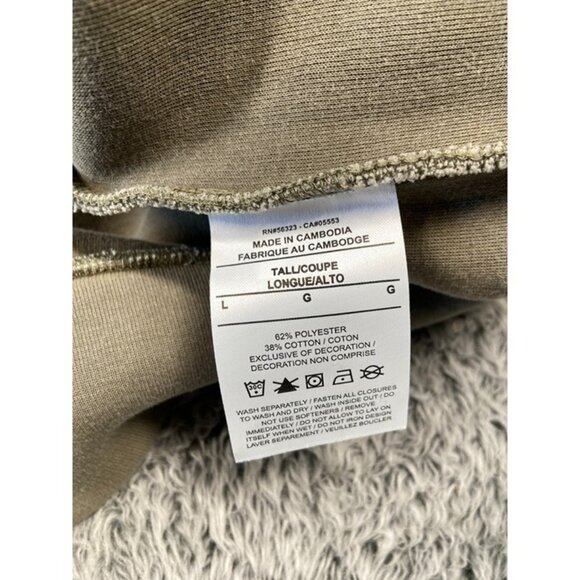 RN#56323 - CA#05553
MADE IN CAMBODIA
FABRIQUE AU CAMBODGE
TALL/COUPE
LONGUE/ALTO
L G G
62% POLYESTER
38% COTTON / COTON
EXCLUSIVE OF DECORATION /
DECORATION NON COMPRISE
30C
WASH SEPARATELY / FASTEN ALL CLOSURES
TO WASH AND DRY / WASH INSIDE OUT / DO
NOT USE SOFTENERS / REMOVE
IMMEDIATELY / DO NOT ALLOW TO LAY ON
ITSELF WHEN WET / DO NOT IRON DESIGN
LAVER SEPAREMENT / VEUILLEZ BOUCLER